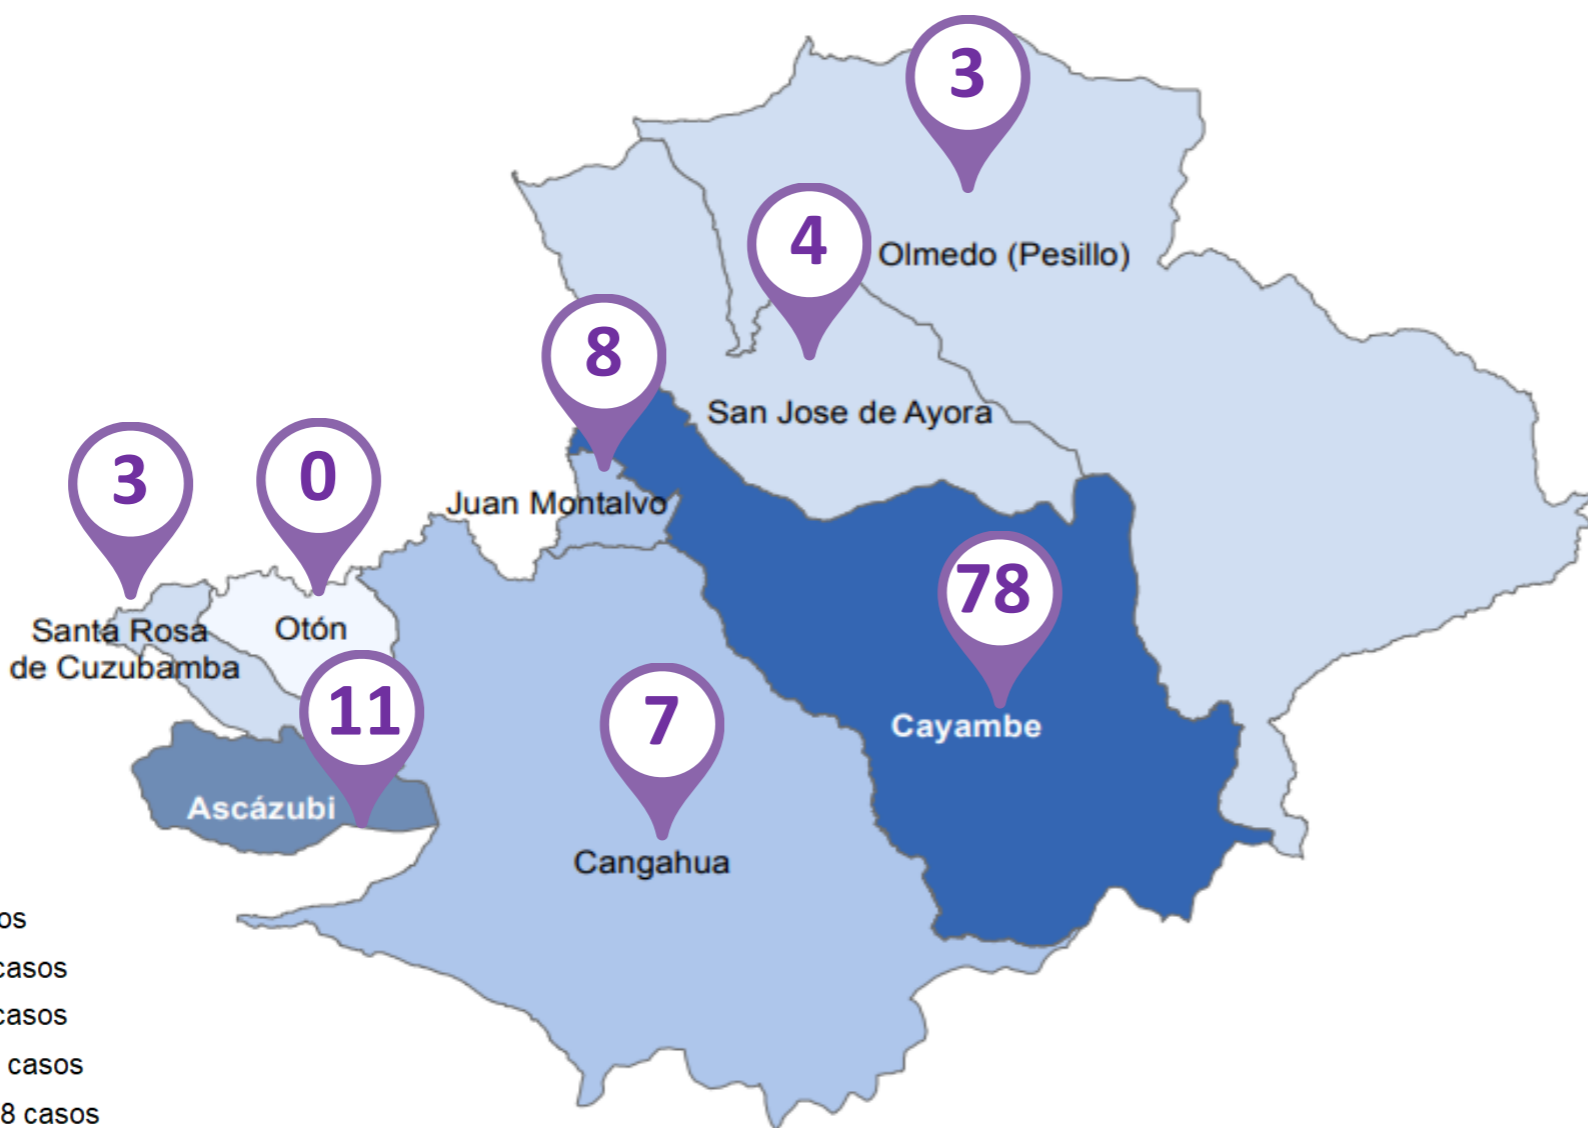 3
4
Olmedo (Pesillo)
8
San Jose de Ayora
3
0
Juan Montalvo
78
Santa Rosa
de Cuzubamba
Otón
11
7
Cayambe
Ascázubi
Cangahua
casos
casos
casos
8 casos